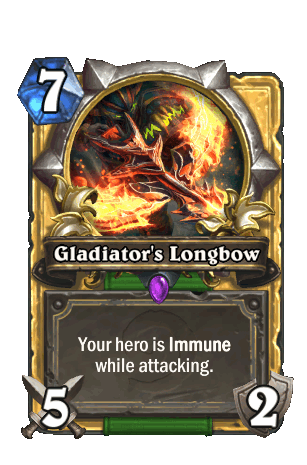 7
Gladiator's Longbow
Your hero is Immune
while attacking.
5
2